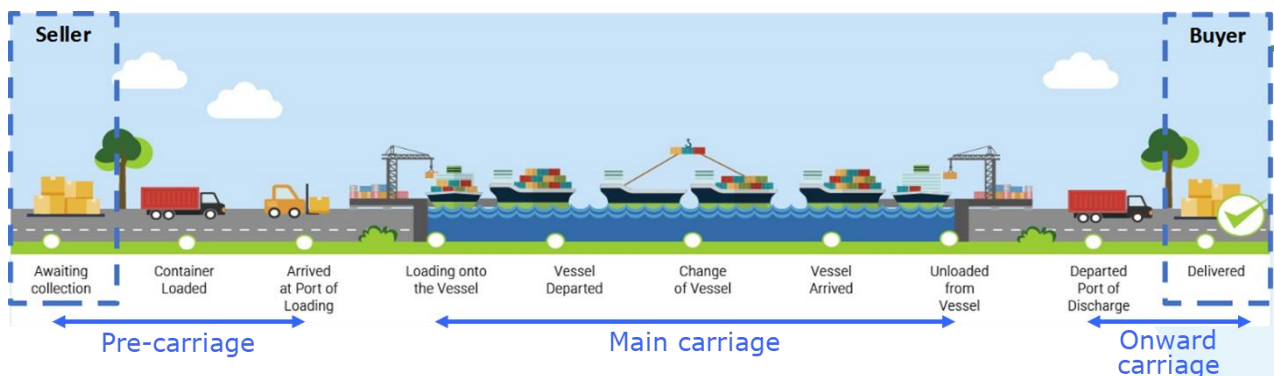 Seller
Buyer
Awaiting
collection
Container
Loaded
Arrived
at Port of
Loading
Loading onto
the Vessel
Vessel
Departed
Change
of Vessel
Vessel
Arrived
Unloaded
from
Vessel
Departed
Port of
Discharge
Delivered
Pre-carriage
Main carriage
Onward
carriage